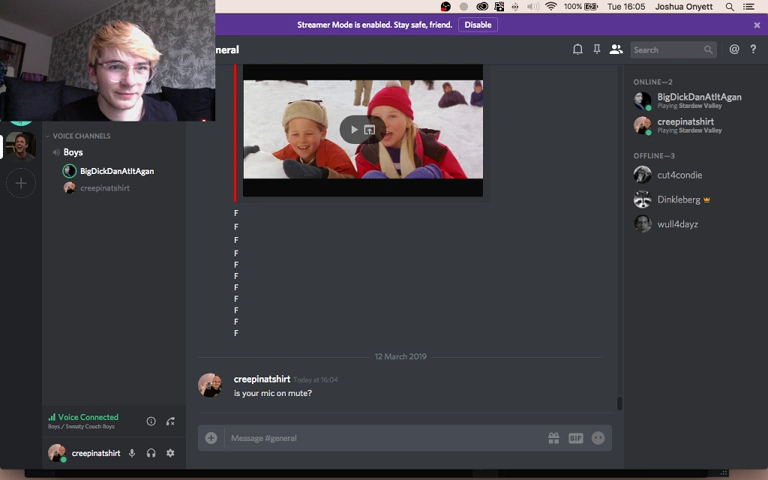 100% Tue 16:05 Joshua Onyett
Streamer Mode is enabled. Stay safe, friend. Disable
neral
Search
VOICE CHANNELS
Boys
BigDickDanAtItAgan
creepinatshirt
F
F
F
F
F
F
F
F
F
F
12 March 2019
creepinatshirt Today at 16:04
is your mic on mute?
Message #general
GIF
Voice Connected
Boys / Sweaty Couch Boys
creepinatshirt
ONLINE—2
BigDickDanAtItAgan
Playing Stardew Valley
creepinatshirt
Playing Stardew Valley
OFFLINE—3
cut4condie
Dinkleberg
wull4dayz